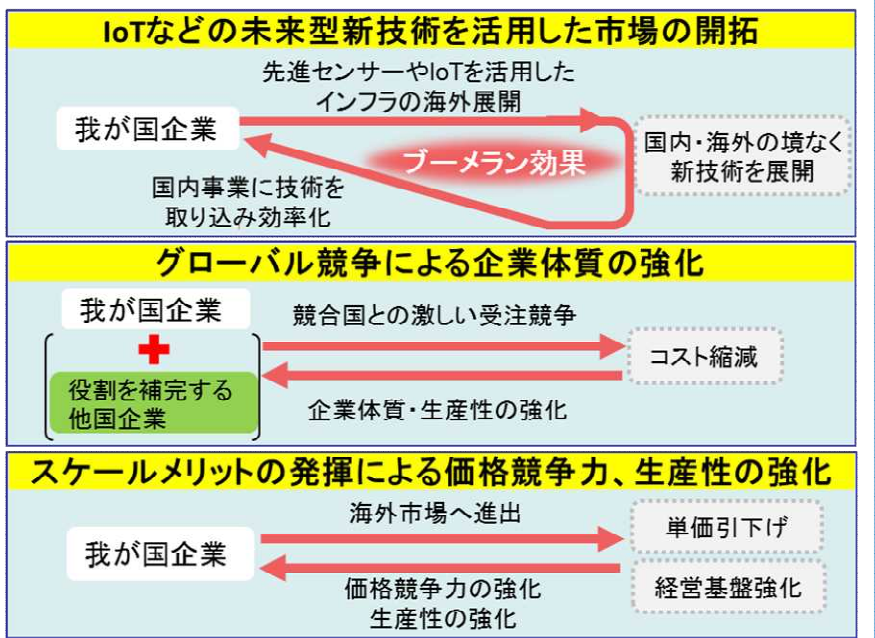 IoTなどの未来型新技術を活用した市場の開拓
先進センサーやIoTを活用した
インフラの海外展開
我が国企業
ブーメラン効果
国内・海外の境なく
新技術を展開
国内事業に技術を
取り込み効率化
グローバル競争による企業体質の強化
我が国企業
競合国との激しい受注競争
役割を補完する
他国企業
コスト縮減
企業体質・生産性の強化
スケールメリットの発揮による価格競争力、生産性の強化
海外市場へ進出
我が国企業
単価引下げ
経営基盤強化
価格競争力の強化
生産性の強化